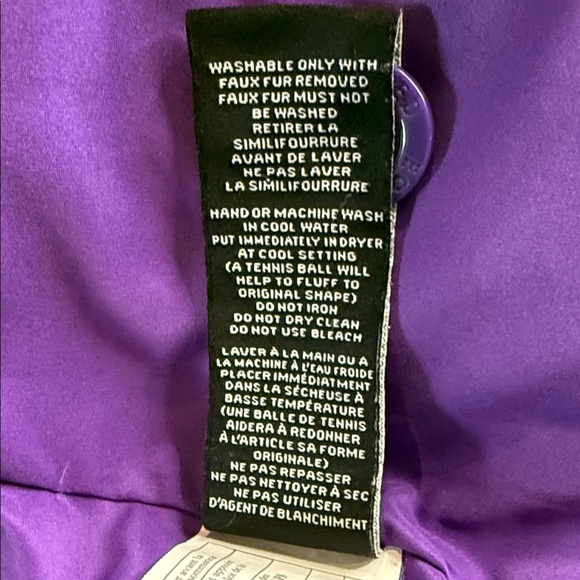 WASHABLE ONLY WITH
FAUX FUR REMOVED
FAUX FUR MUST NOT
BE WASHED
RETIRER LA
SIMILIFOURRURE
AVANT DE LAVER
NE PAS LAVER
LA SIMILIFOURRURE
HAND OR MACHINE WASH
IN COOL WATER
PUT IMMEDIATELY IN DRYER
AT COOL SETTING
(A TENNIS BALL WILL
HELP TO FLUFF TO
ORIGINAL SHAPE)
DO NOT IRON
DO NOT DRY CLEAN
DO NOT USE BLEACH
LAVER À LA MAIN OU À
LA MACHINE À L'EAU FROIDE
PLACER IMMÉDIATMENT
DANS LA SÉCHEUSE À
BASSE TEMPÉRATURE
(UNE BALLE DE TENNIS
AIDERA À REDONNER
À L'ARTICLE SA FORME
ORIGINALE)
NE PAS REPASSER
NE PAS NETTOYER À SEC
NE PAS UTILISER
D'AGENT DE BLANCHIMENT